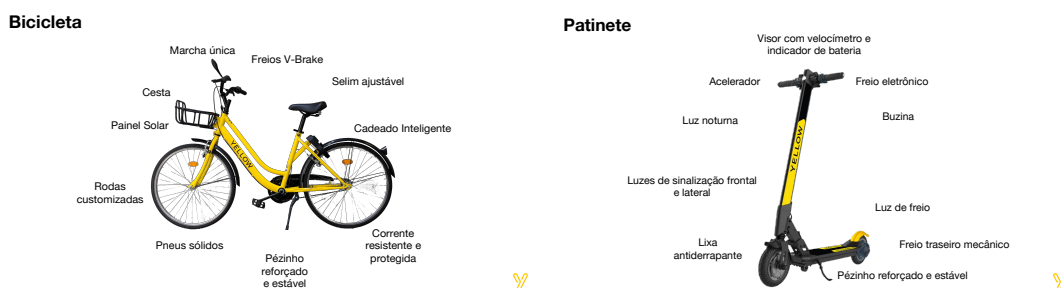 Bicicleta
Marcha única
Freios V-Brake
Selim ajustável
Cesta
Painel Solar
Cadeado Inteligente
YELLOW
Rodas
customizadas
Pneus sólidos
Pézinho
reforçado
e estável
Corrente
resistente e
protegida
Patinete
Visor com velocímetro e
indicador de bateria
Acelerador
Freio eletrônico
Luz noturna
Buzina
YELLOW
Luzes de sinalização frontal
e lateral
Luz de freio
Lixa
antiderrapante
Freio traseiro mecânico
Pézinho reforçado e estável